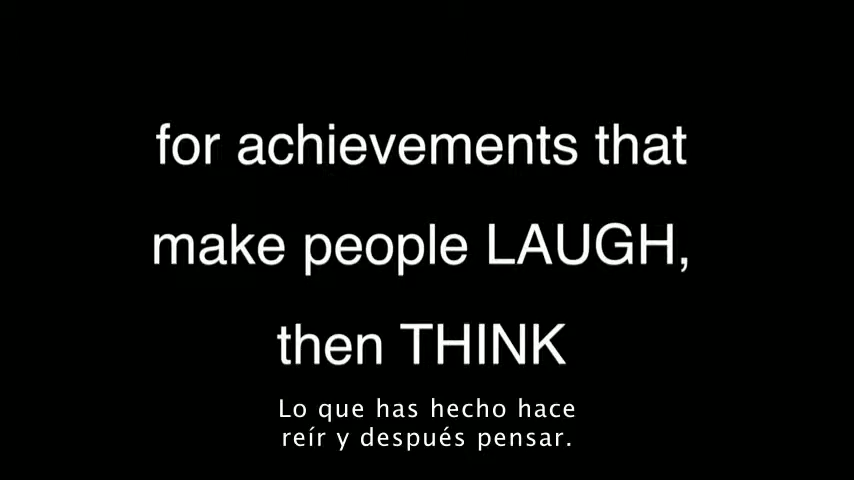 for achievements that
make people LAUGH,
then THINK
Lo que has hecho hace
reír y después pensar.